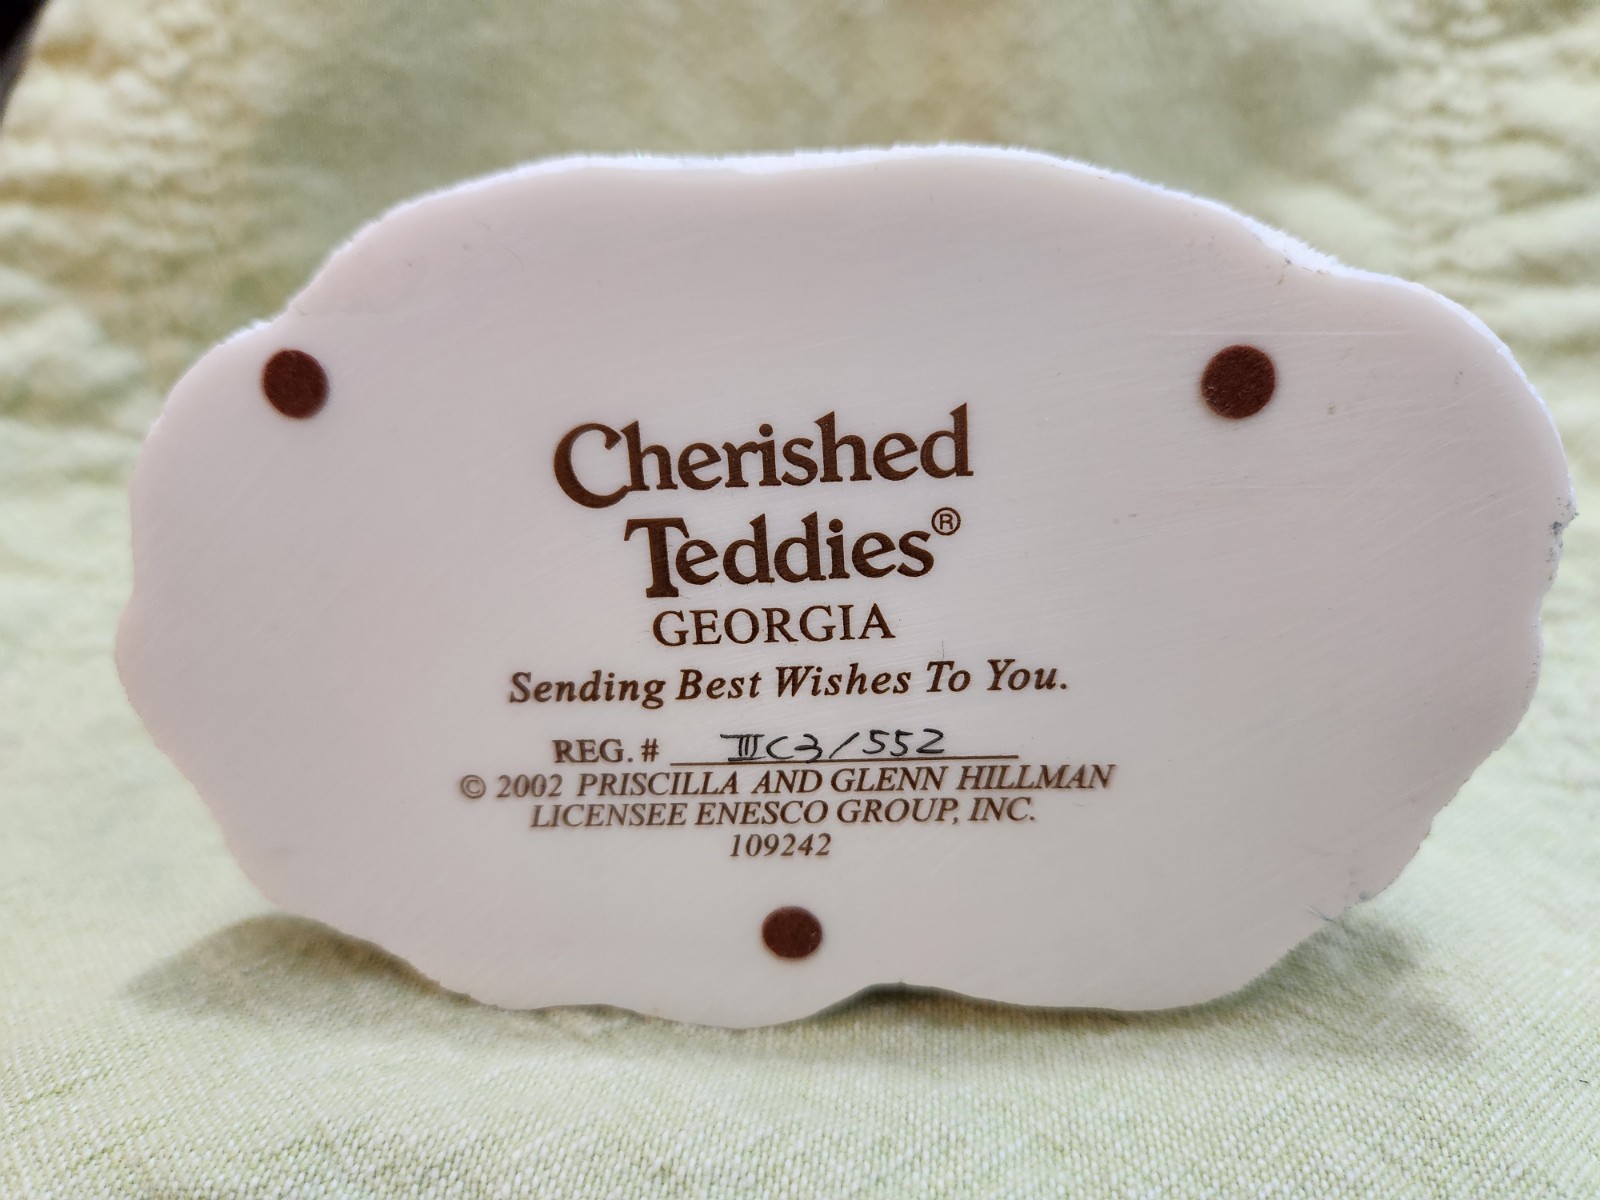 Cherished
Teddies®
GEORGIA
Sending Best Wishes To You.
REG. # IIIC3/552
© 2002 PRISCILLA AND GLENN HILLMAN
LICENSEE ENESCO GROUP, INC.
109242